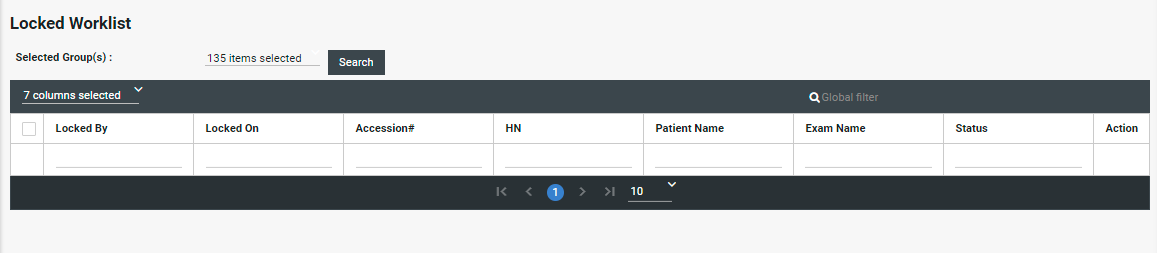 Locked Worklist
Selected Group(s) : 135 items selected Search
7 columns selected Global filter
Locked By Locked On Accession# HN Patient Name Exam Name Status Action
1 10